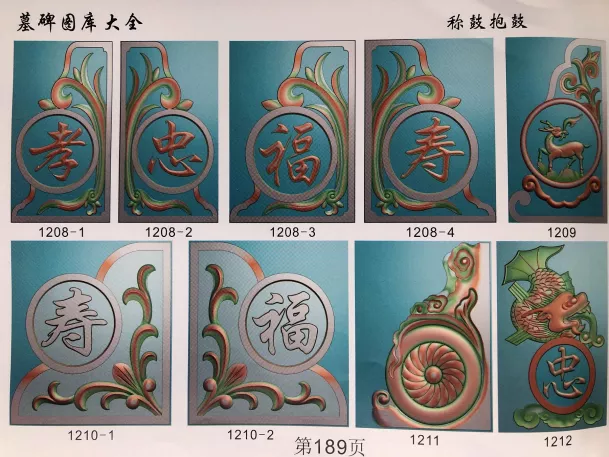 墓碑图库大全
称鼓抱鼓
孝
忠
福
寿
1208-1
1208-2
1208-3
1208-4
1209
寿
福
忠
1210-1
1210-2
1211
1212
第189页